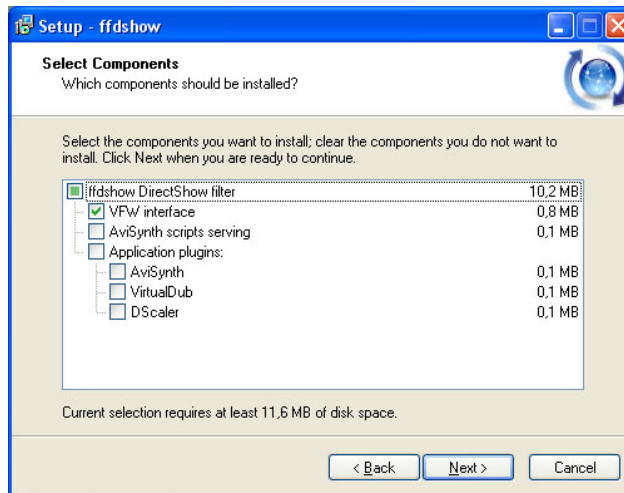 Setup - ffdshow
Select Components
Which components should be installed?
Select the components you want to install; clear the components you do not want to
install. Click Next when you are ready to continue.
ffdshow DirectShow filter 10,2 MB
VFW interface 0,8 MB
AviSynth scripts serving 0,1 MB
Application plugins:
AviSynth 0,1 MB
VirtualDub 0,1 MB
DScaler 0,1 MB
Current selection requires at least 11,6 MB of disk space.
< Back Next > Cancel